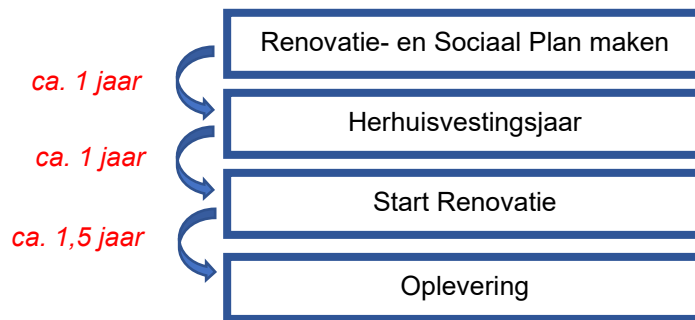 Renovatie- en Sociaal Plan maken
ca. 1 jaar
Herhuisvestingsjaar
ca. 1 jaar
Start Renovatie
ca. 1,5 jaar
Oplevering